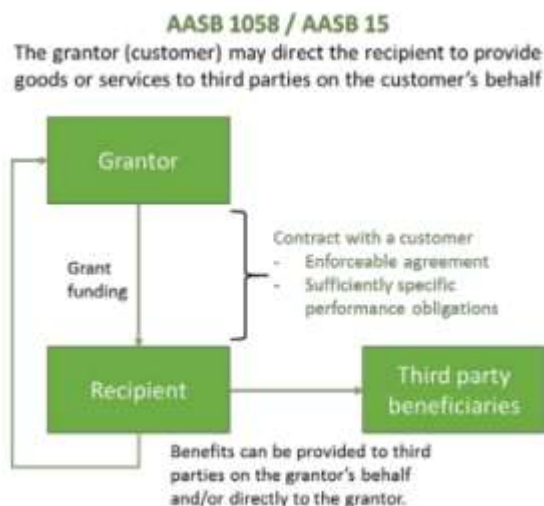 AASB 1058 / AASB 15
The grantor (customer) may direct the recipient to provide
goods or services to third parties on the customer's behalf
Grantor
Grant
funding
Contract with a customer
- Enforceable agreement
- Sufficiently specific
performance obligations
Recipient
Third party
beneficiaries
Benefits can be provided to third
parties on the grantor's behalf
and/or directly to the grantor.